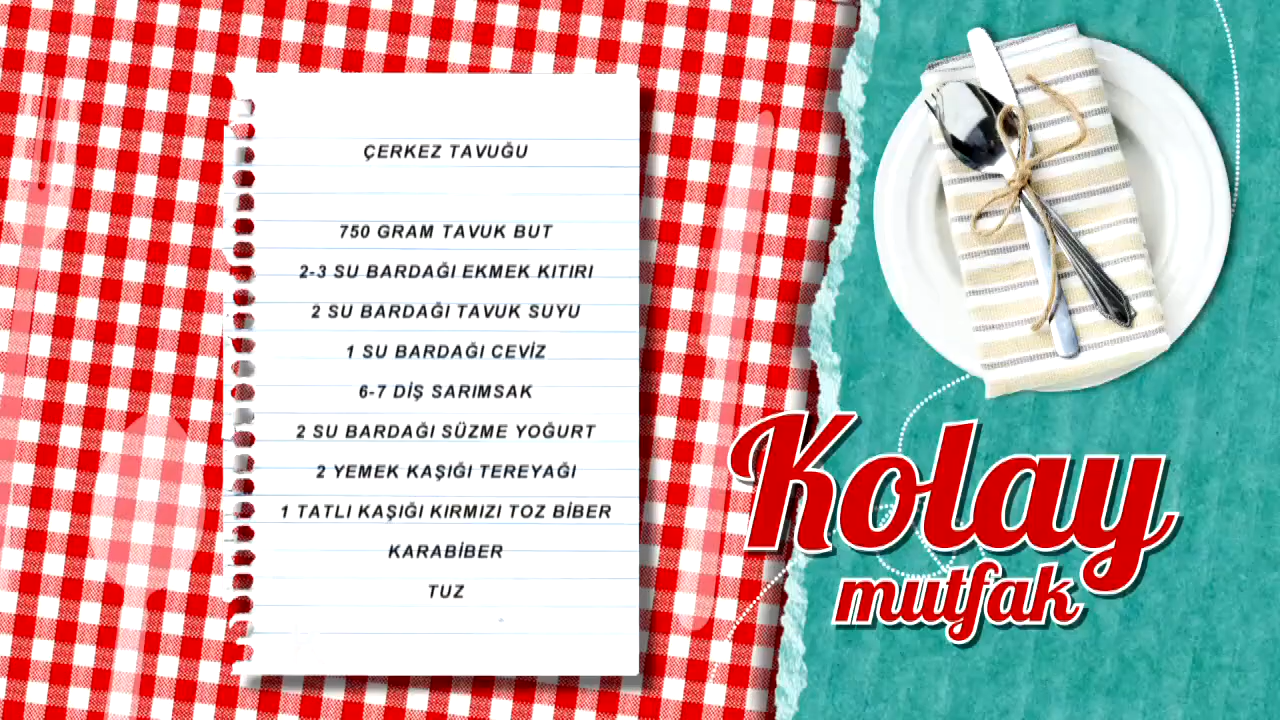 ÇERKEZ TAVUĞU
750 GRAM TAVUK BUT
2-3 SU BARDAĞI EKMEK KITIRI
2 SU BARDAĞI TAVUK SUYU
1 SU BARDAĞI CEVİZ
6-7 DİŞ SARIMSAK
2 SU BARDAĞI SÜZME YOĞURT
2 YEMEK KAŞIĞI TEREYAĞI
1 TATLI KAŞIĞI KIRMIZI TOZ BİBER
KARABİBER
TUZ
Kolay
mutfak